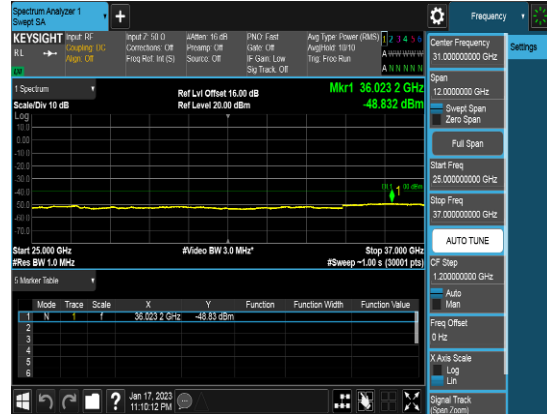 Spectrum Analyzer 1
Swept SA
+
Frequency
KEYSIGHT
RL
Input: RF
Coupling: DC
Align: Off
Input Z: 50 Ω
Corrections: Off
Freq Ref: Int (S)
#Atten: 16 dB
Preamp: Off
Source: Off
PNO: Fast
Gate: Off
IF Gain: Low
Sig Track: Off
Avg Type: Power (RMS)
Avg|Hold: 10/10
Trig: Free Run
1 2 3 4 5 6
A W W W W W
A N N N N N
1 Spectrum
Scale/Div 10 dB
Log
Ref Lvl Offset 16.00 dB
Ref Level 20.00 dBm
Mkr1 36.023 2 GHz
-48.832 dBm
10.0
0.00
-10.0
-20.0
-30.0
-40.0
-50.0
-60.0
-70.0
1
Start 25.000 GHz
#Res BW 1.0 MHz
#Video BW 3.0 MHz*
Stop 37.000 GHz
#Sweep ~1.00 s (30001 pts)
5 Marker Table
Mode Trace Scale X Y Function Function Width Function Value
1 N 1 f 36.023 2 GHz -48.83 dBm
2
3
4
5
6
Jan 17, 2023
11:10:12 PM
Center Frequency
31.000000000 GHz
Settings
Span
12.0000000 GHz
Swept Span
Zero Span
Full Span
Start Freq
25.000000000 GHz
Stop Freq
37.000000000 GHz
AUTO TUNE
CF Step
1.200000000 GHz
Auto
Man
Freq Offset
0 Hz
X Axis Scale
Log
Lin
Signal Track
(Span Zoom)